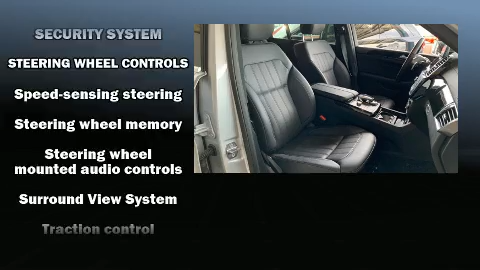 SECURITY SYSTEM
STEERING WHEEL CONTROLS
Speed-sensing steering
Steering wheel memory
Steering wheel
mounted audio controls
Surround View System
Traction control